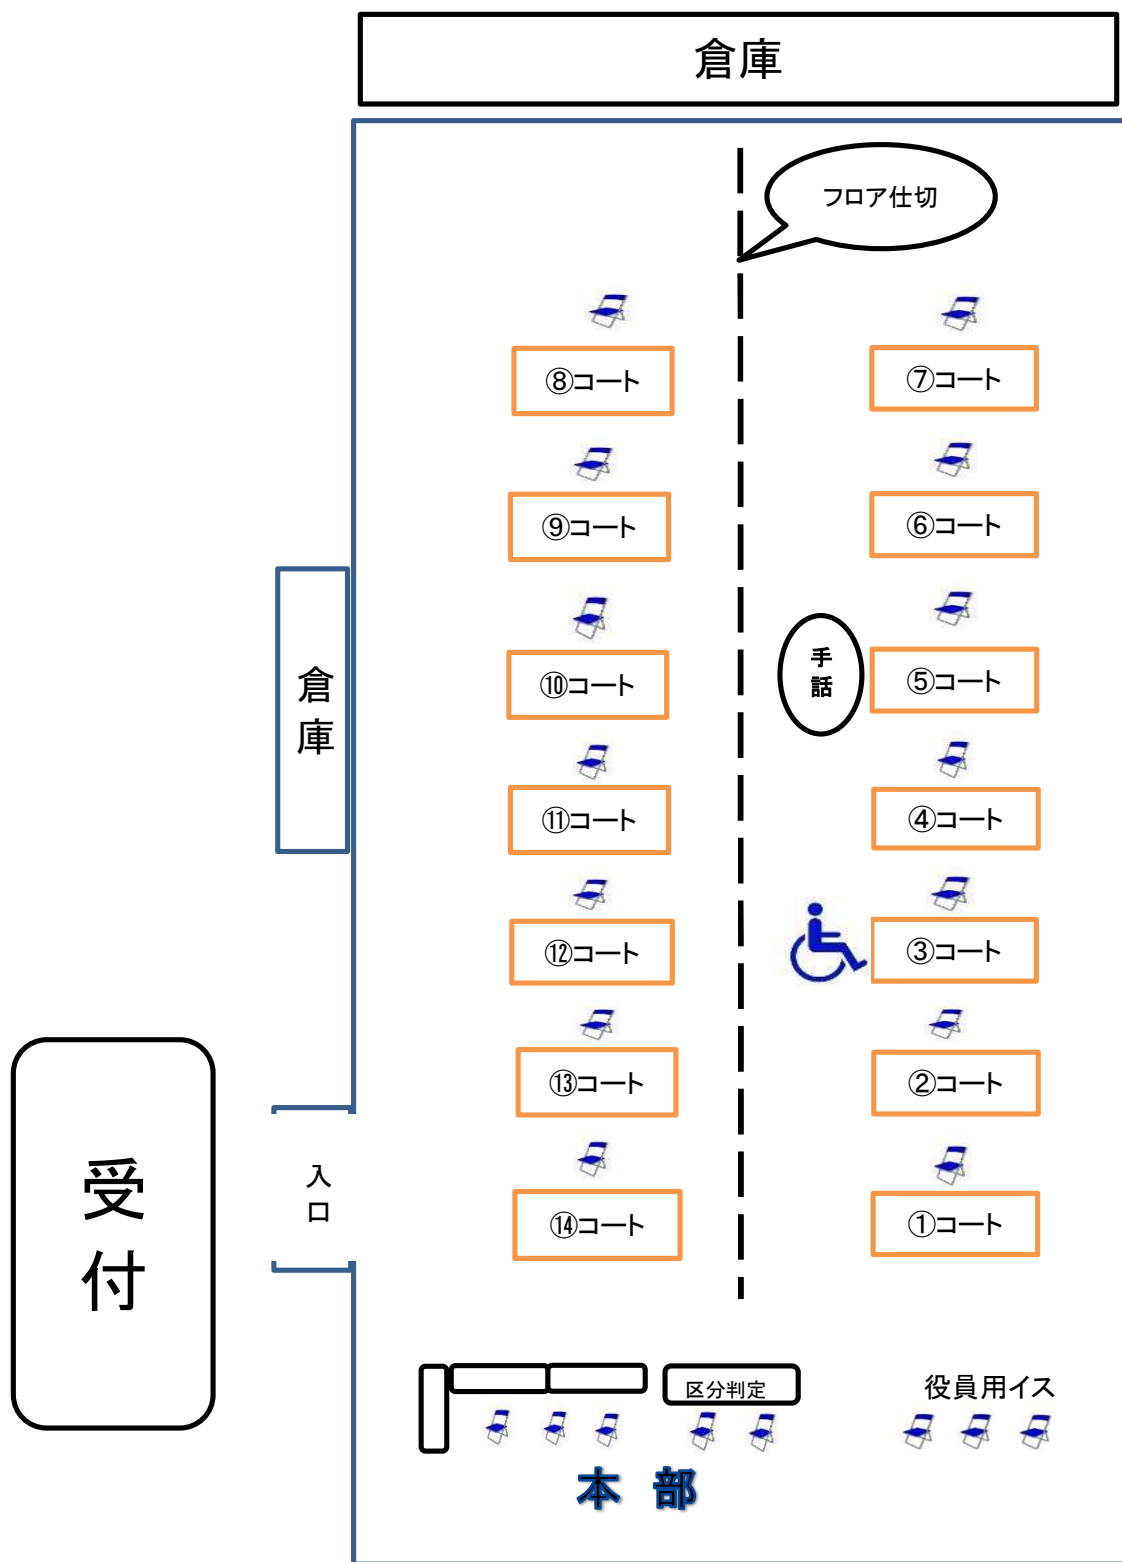 倉庫
フロア仕切
⑧コート
⑦コート
⑨コート
⑥コート
倉
庫
手
話
⑩コート
⑤コート
⑪コート
④コート
⑫コート
③コート
⑬コート
②コート
受
付
入
口
⑭コート
①コート
区分判定
役員用イス
本 部